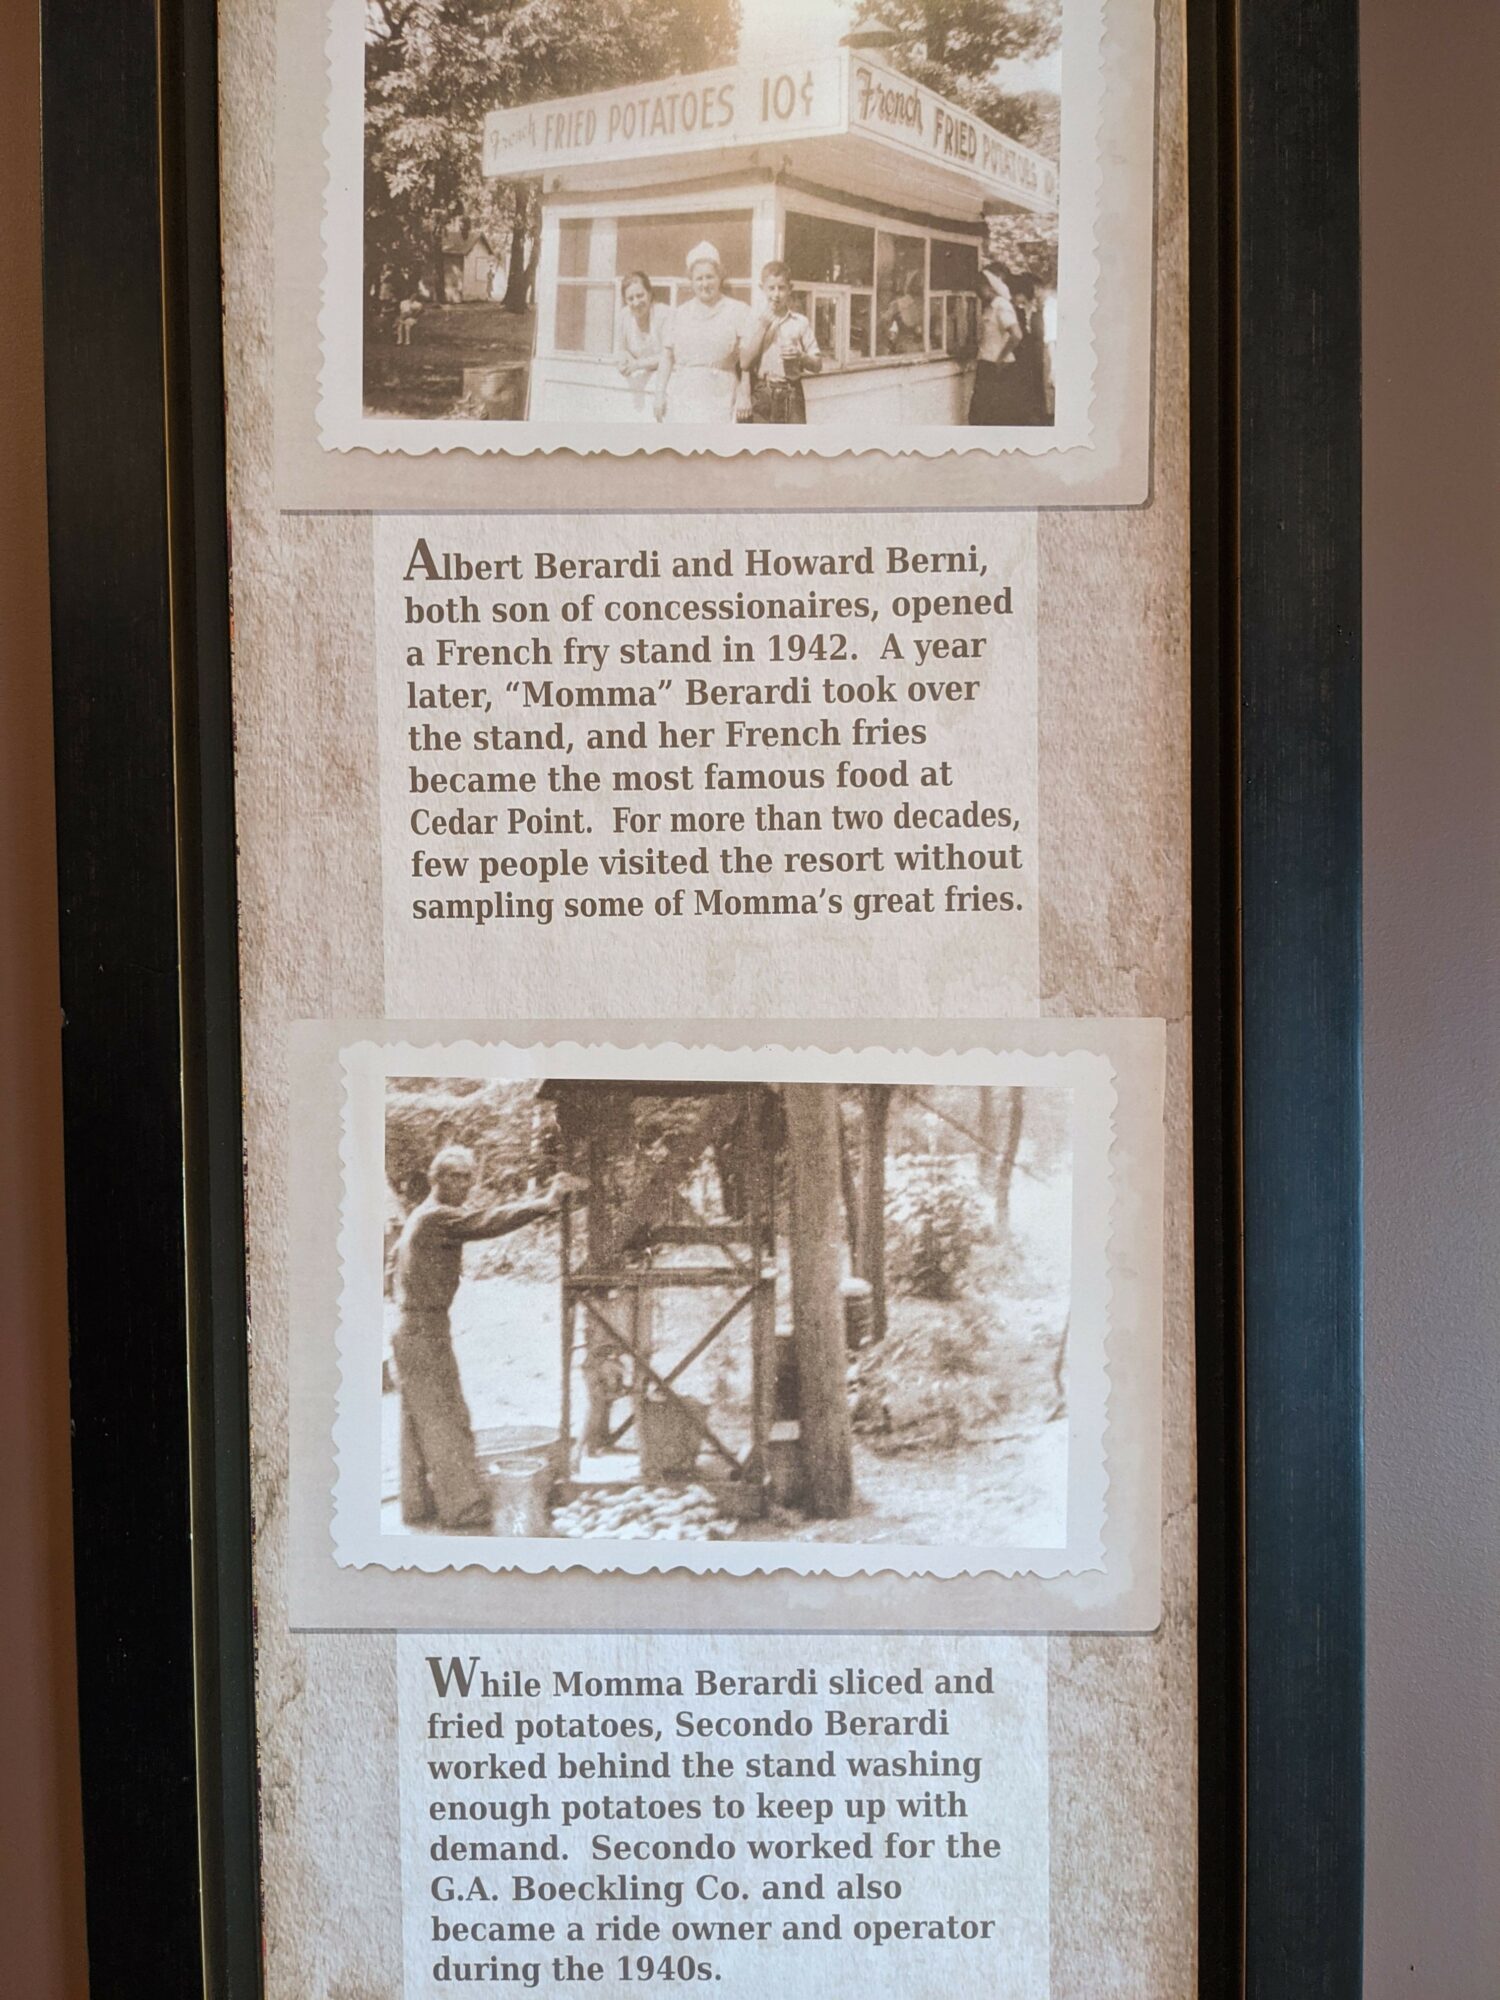 French FRIED POTATOES 10¢
French FRIED POTATOES 10¢
Albert Berardi and Howard Berni,
both son of concessionaires, opened
a French fry stand in 1942. A year
later, “Momma” Berardi took over
the stand, and her French fries
became the most famous food at
Cedar Point. For more than two decades,
few people visited the resort without
sampling some of Momma’s great fries.
While Momma Berardi sliced and
fried potatoes, Secondo Berardi
worked behind the stand washing
enough potatoes to keep up with
demand. Secondo worked for the
G.A. Boeckling Co. and also
became a ride owner and operator
during the 1940s.